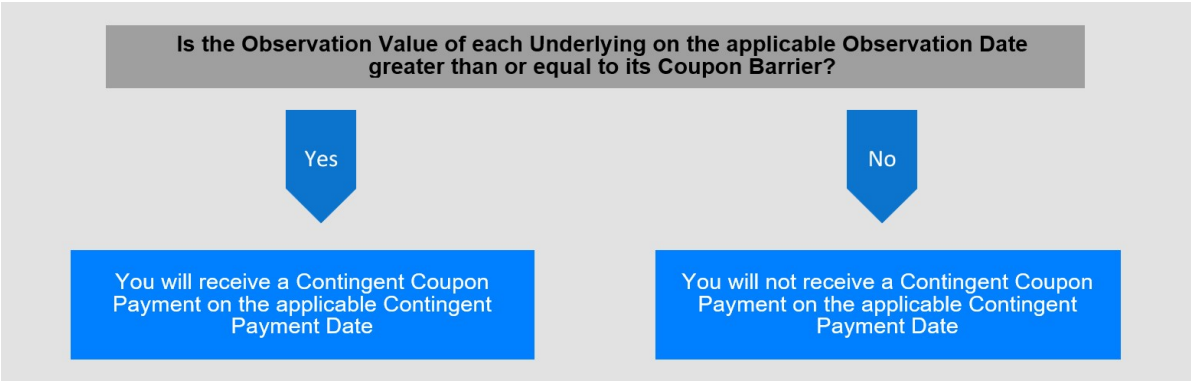 Is the Observation Value of each Underlying on the applicable Observation Date
greater than or equal to its Coupon Barrier?
Yes
No
You will receive a Contingent Coupon
Payment on the applicable Contingent
Payment Date
You will not receive a Contingent Coupon
Payment on the applicable Contingent
Payment Date